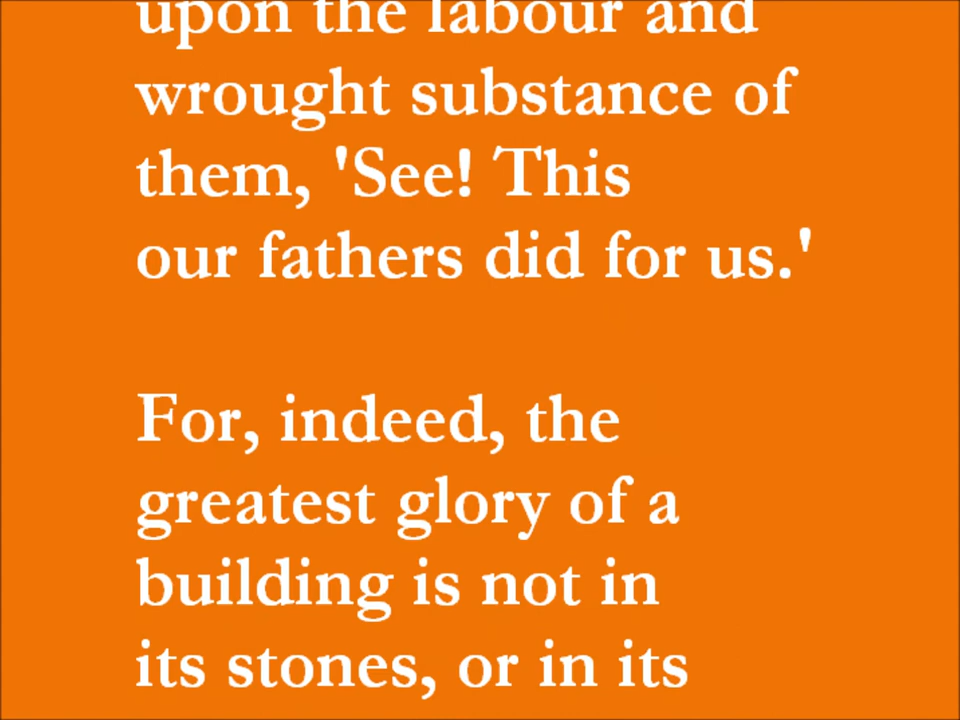 upon the labour and
wrought substance of
them, 'See! This
our fathers did for us.'
For, indeed, the
greatest glory of a
building is not in
its stones, or in its